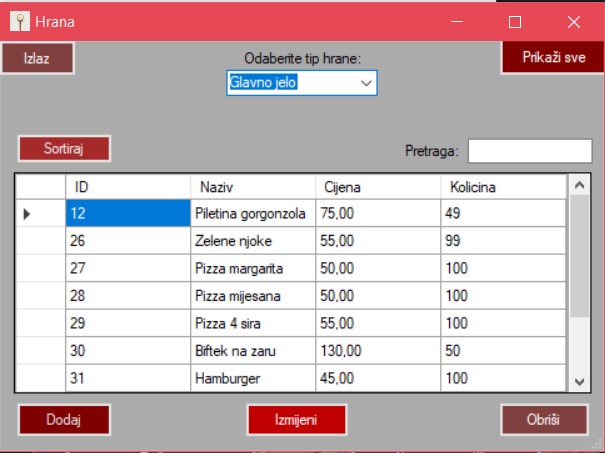 Hrana
Izlaz
Odaberite tip hrane:
Prikaži sve
Glavno jelo
Sortiraj
Pretraga:
ID Naziv Cijena Kolicina
12 Piletina gorgonzola 75,00 49
26 Zelene njoke 55,00 99
27 Pizza margarita 50,00 100
28 Pizza mijesana 50,00 100
29 Pizza 4 sira 55,00 100
30 Biftek na zaru 130,00 50
31 Hamburger 45,00 100
Dodaj Izmijeni Obriši